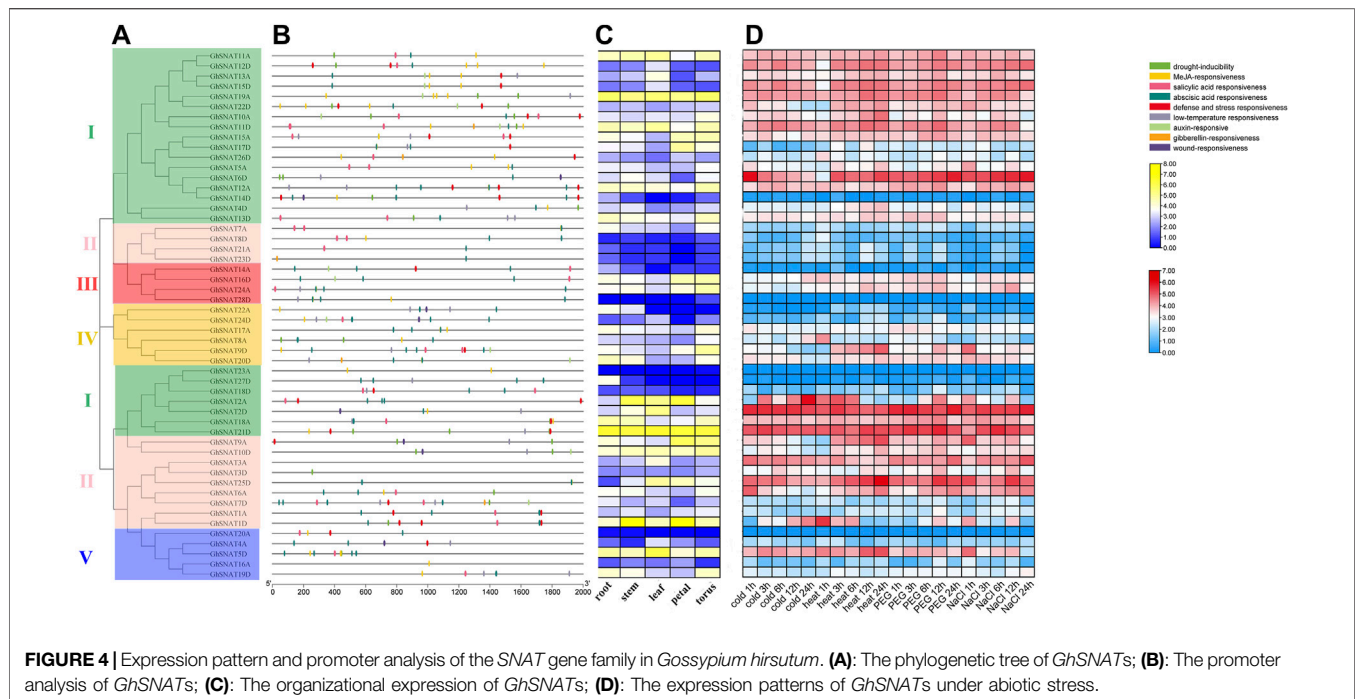 A B C D
GhSNAT11A
GhSNAT12D
GhSNAT13A
GhSNAT15D
GhSNAT19A
GhSNAT22D
GhSNAT10A
GhSNAT11D
GhSNAT15A
GhSNAT17D
GhSNAT26D
GhSNAT5A
GhSNAT6D
GhSNAT12A
GhSNAT14D
GhSNAT4D
GhSNAT13D
GhSNAT7A
GhSNAT8D
GhSNAT21A
GhSNAT23D
GhSNAT14A
GhSNAT16D
GhSNAT24A
GhSNAT28D
GhSNAT22A
GhSNAT24D
GhSNAT17A
GhSNAT8A
GhSNAT9D
GhSNAT20D
GhSNAT23A
GhSNAT27D
GhSNAT18D
GhSNAT2A
GhSNAT2D
GhSNAT18A
GhSNAT21D
GhSNAT9A
GhSNAT10D
GhSNAT3A
GhSNAT3D
GhSNAT25D
GhSNAT6A
GhSNAT7D
GhSNAT1A
GhSNAT1D
GhSNAT20A
GhSNAT4A
GhSNAT5D
GhSNAT16A
GhSNAT19D
I
II
III
IV
I
II
V
5' 3'
0 200 400 600 800 1000 1200 1400 1600 1800 2000
root stem leaf petal torus
cold 1h cold 3h cold 6h cold 12h cold 24h heat 1h heat 3h heat 6h heat 12h heat 24h PEG 1h PEG 3h PEG 6h PEG 12h PEG 24h NaCl 1h NaCl 3h NaCl 6h NaCl 12h NaCl 24h
drought-inducibility
MeJA-responsiveness
salicylic acid responsiveness
abscisic acid responsiveness
defense and stress responsiveness
low-temperature responsiveness
auxin-responsive
gibberellin-responsiveness
wound-responsiveness
8.00
7.00
6.00
5.00
4.00
3.00
2.00
1.00
0.00
7.00
6.00
5.00
4.00
3.00
2.00
1.00
0.00
FIGURE 4 | Expression pattern and promoter analysis of the SNAT gene family in Gossypium hirsutum. (A): The phylogenetic tree of GhSNATs; (B): The promoter
analysis of GhSNATs; (C): The organizational expression of GhSNATs; (D): The expression patterns of GhSNATs under abiotic stress.